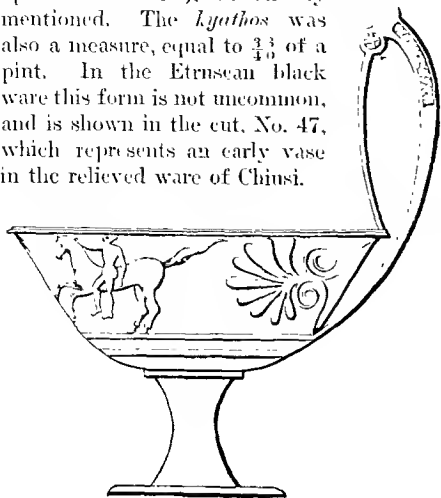 mentioned. The kyathos was
also a measure, equal to of a
pint. In the Etruscan black
ware this form is not uncommon,
and is shown in the cut, No. 47,
which represents an early vase
in the relieved ware of Chiusi.